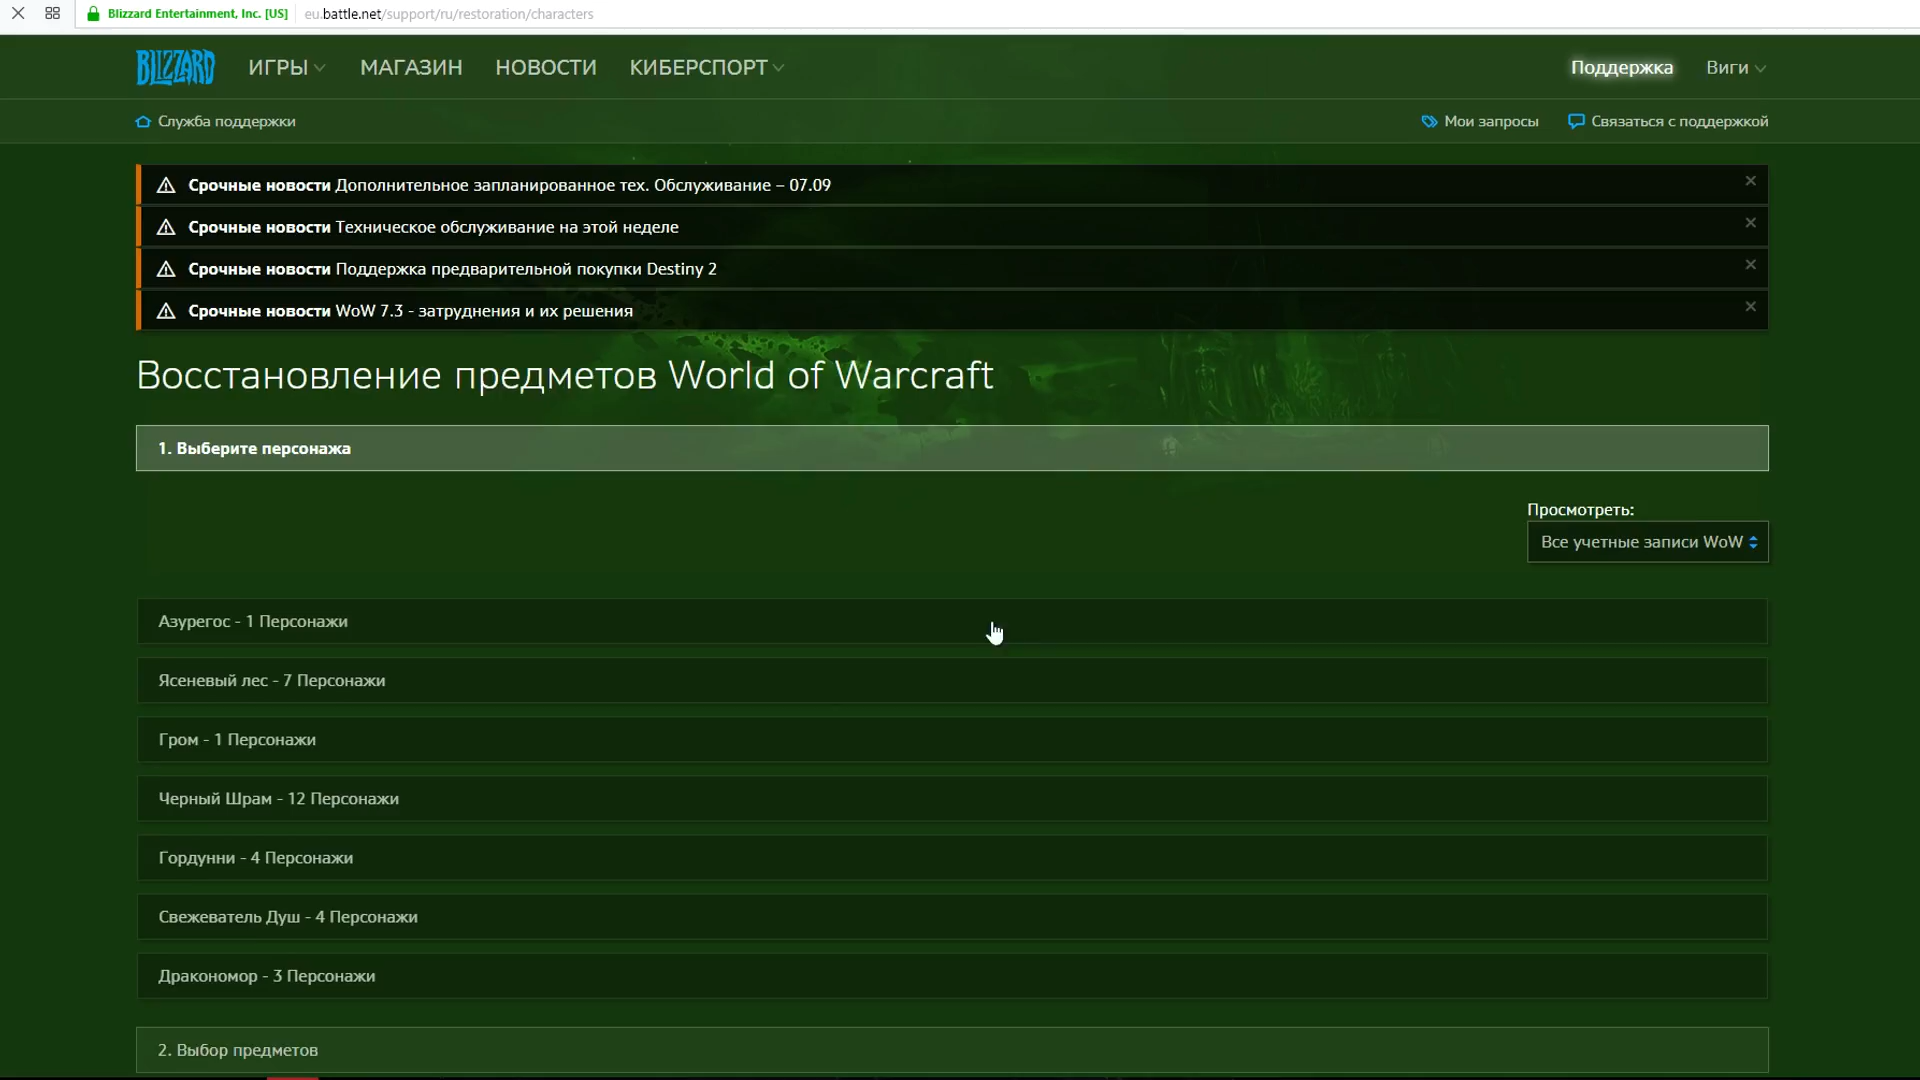 Blizzard Entertainment, Inc. [US] eu.battle.net/support/ru/restoration/characters
BLIZZARD ИГРЫ МАГАЗИН НОВОСТИ КИБЕРСПОРТ Поддержка Виги
Служба поддержки Мои запросы Связаться с поддержкой
Срочные новости Дополнительное запланированное тех. Обслуживание – 07.09
Срочные новости Техническое обслуживание на этой неделе
Срочные новости Поддержка предварительной покупки Destiny 2
Срочные новости WoW 7.3 - затруднения и их решения
Восстановление предметов World of Warcraft
1. Выберите персонажа
Просмотреть:
Все учетные записи WoW
Азурегос - 1 Персонажи
Ясеневый лес - 7 Персонажи
Гром - 1 Персонажи
Черный Шрам - 12 Персонажи
Гордунни - 4 Персонажи
Свежеватель Душ - 4 Персонажи
Дракономор - 3 Персонажи
2. Выбор предметов